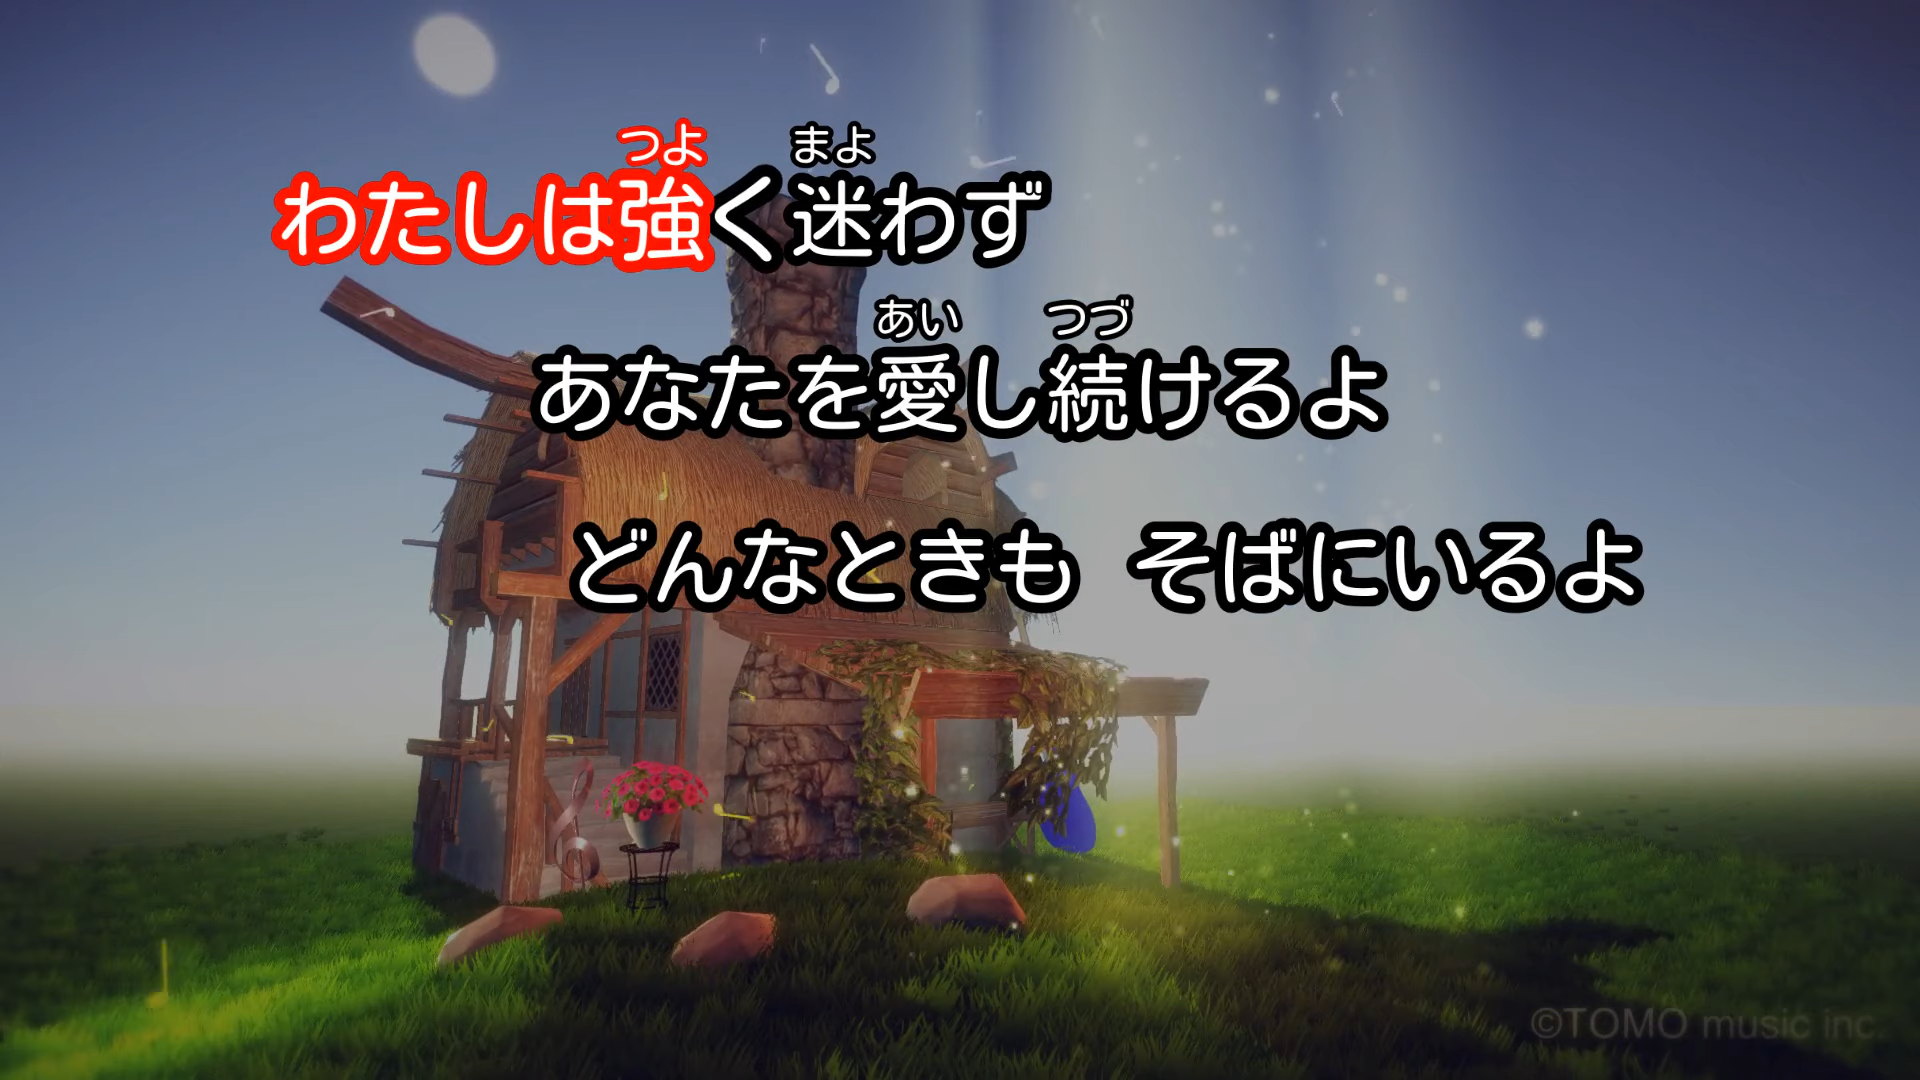 つよ まよ
わたしは強く迷わず
あい つづ
あなたを愛し続けるよ
どんなときも そばにいるよ
©TOMO music inc.